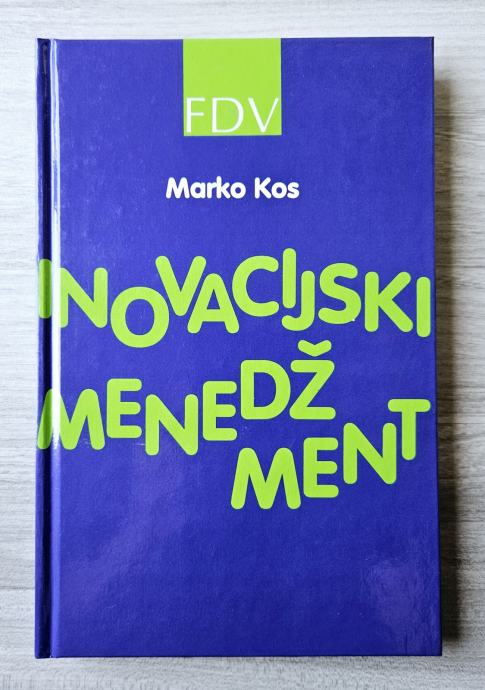 FDV
Marko Kos
INOVACIJSKI
MENEDŽ
MENT